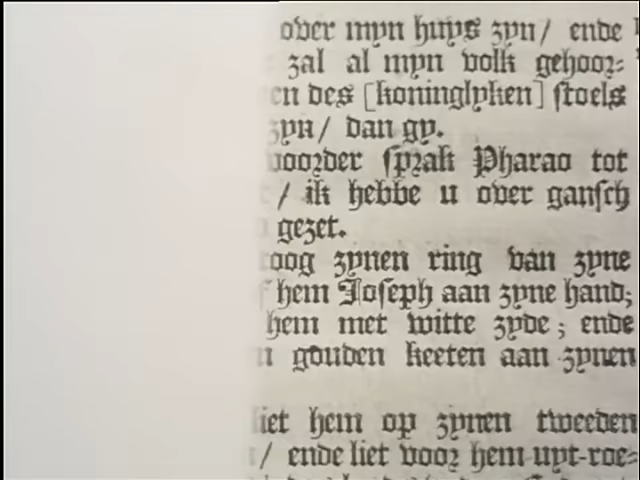 over myn huys zyn/ ende
zal al myn volk gehoor-
des [koninglyken] stoels
zyn/ dan gy.
voorder sprak Pharao tot
/ ik hebbe u over gansch
gezet.
zynen ring van zyne
hem Joseph aan zyne hand;
hem met witte zyde; ende
gouden keeten aan zynen
liet hem op zynen tweeden
/ ende liet voor hem uyt-roe-